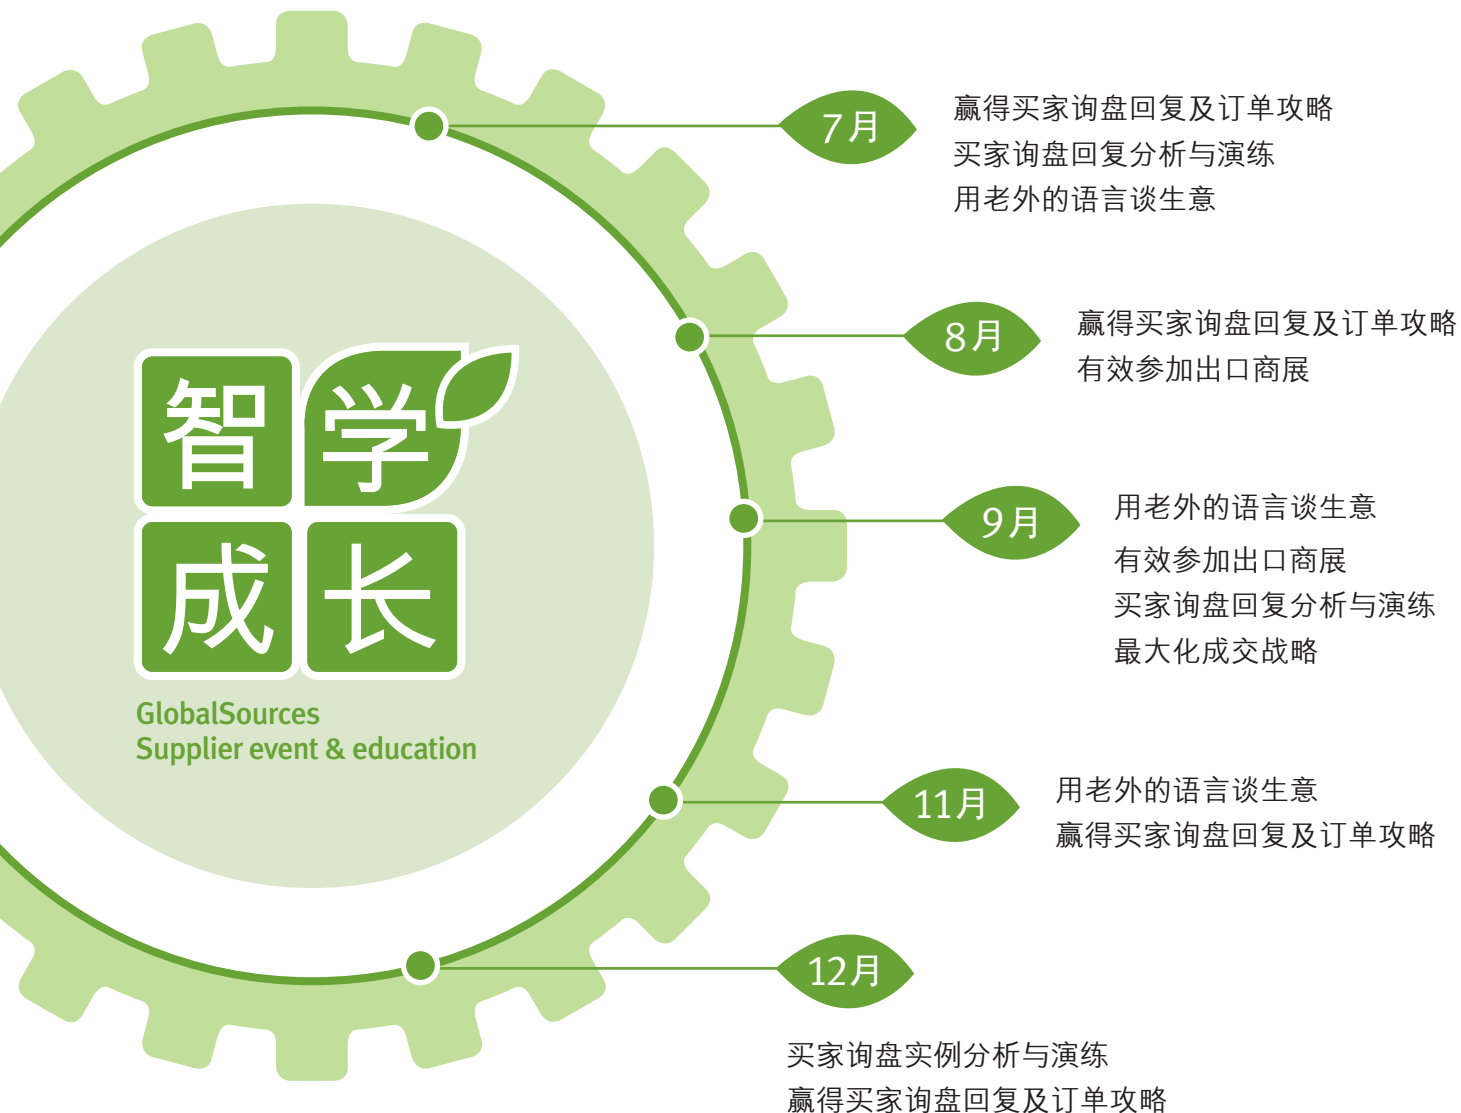 7月
赢得买家询盘回复及订单攻略
买家询盘回复分析与演练
用老外的语言谈生意
8月
赢得买家询盘回复及订单攻略
有效参加出口商展
智学
成长
GlobalSources
Supplier event & education
9月
用老外的语言谈生意
有效参加出口商展
买家询盘回复分析与演练
最大化成交战略
11月
用老外的语言谈生意
赢得买家询盘回复及订单攻略
12月
买家询盘实例分析与演练
赢得买家询盘回复及订单攻略